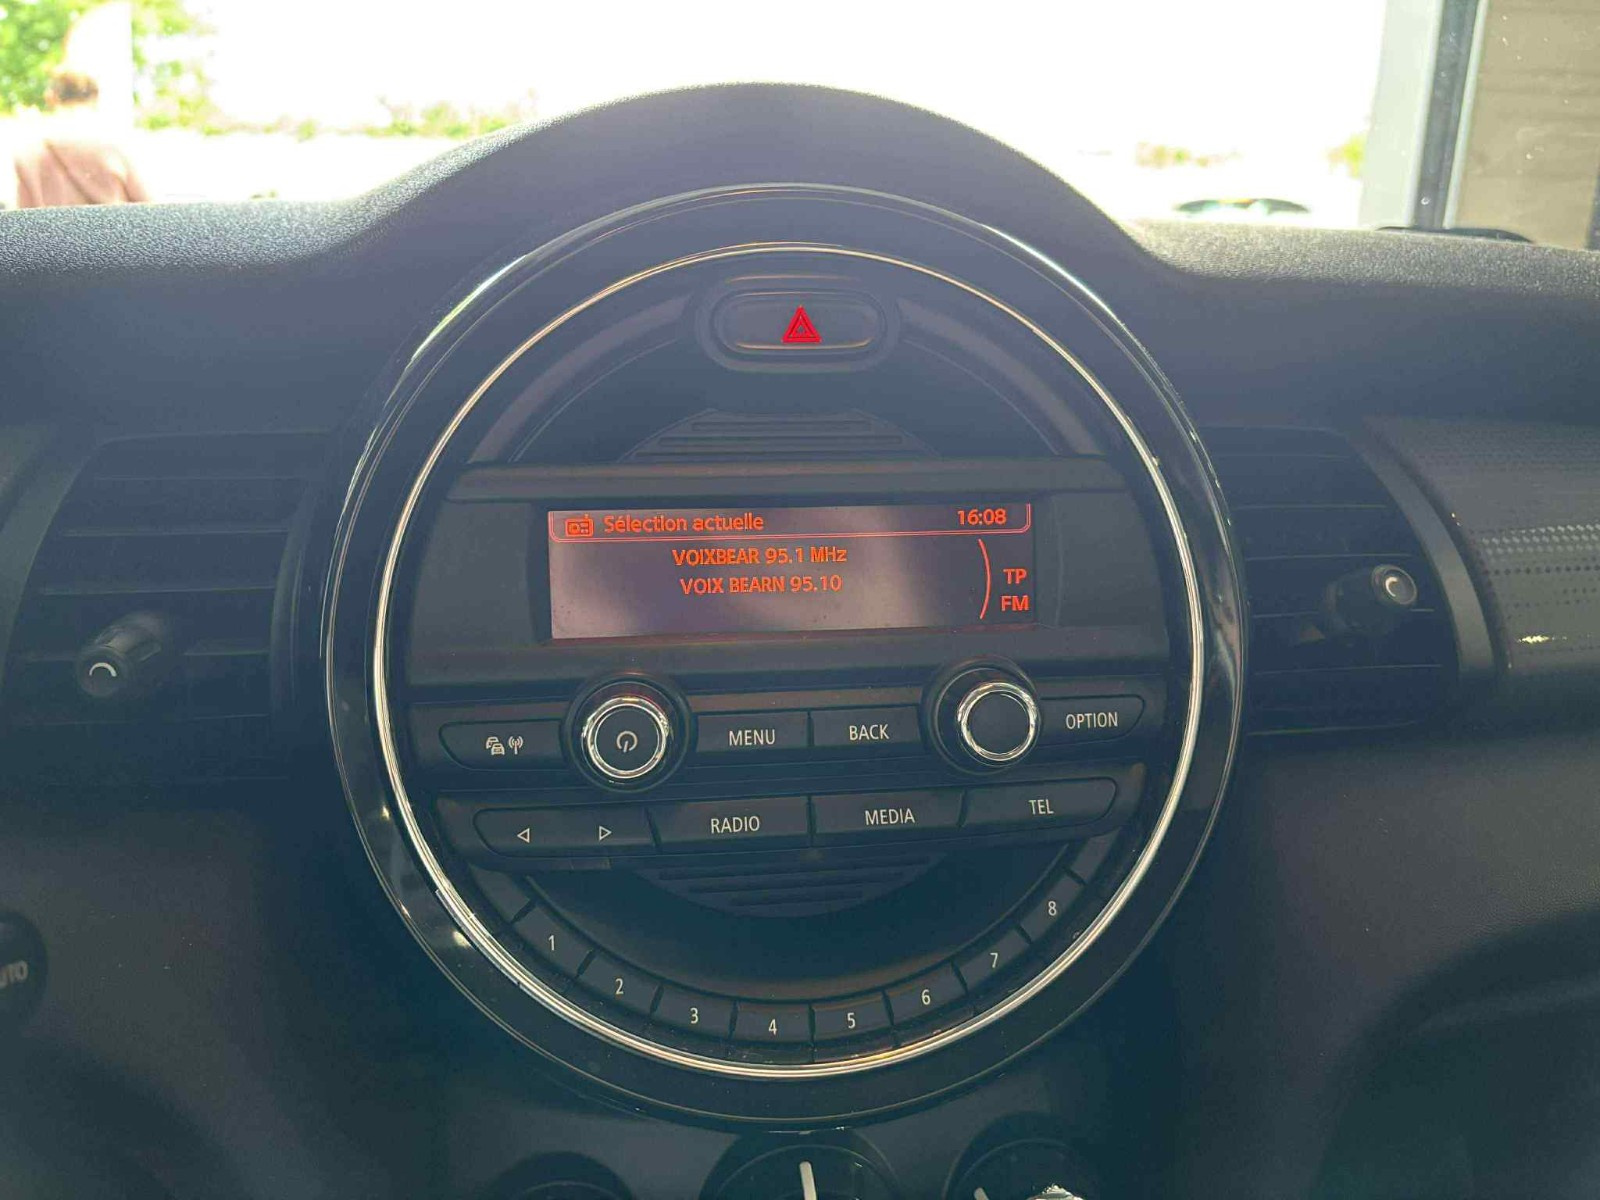 Sélection actuelle 16:08
VOIXBEAR 95.1 MHz
VOIX BEARN 95.10
TP
FM
MENU BACK OPTION
RADIO MEDIA TEL
1 2 3 4 5 6 7 8